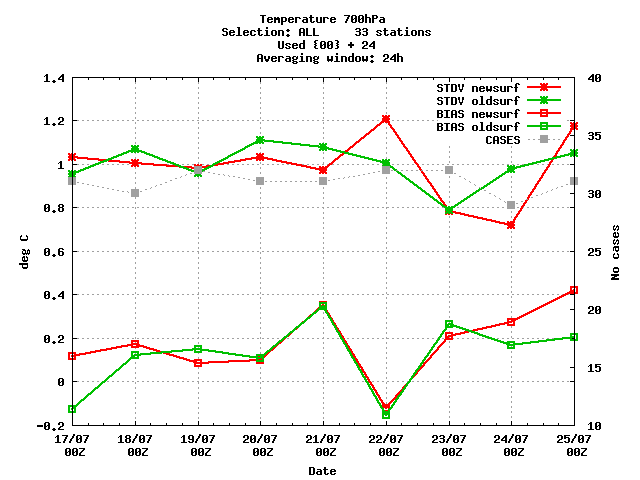 Temperature 700hPa
Selection: ALL     33 stations
Used {00} + 24
Averaging window: 24h
STDV newsurf
STDV oldsurf
BIAS newsurf
BIAS oldsurf
CASES
1.4
1.2
1
0.8
0.6
0.4
0.2
0
-0.2
deg C
40
35
30
25
20
15
10
No cases
17/07 18/07 19/07 20/07 21/07 22/07 23/07 24/07 25/07
00Z 00Z 00Z 00Z 00Z 00Z 00Z 00Z 00Z
Date